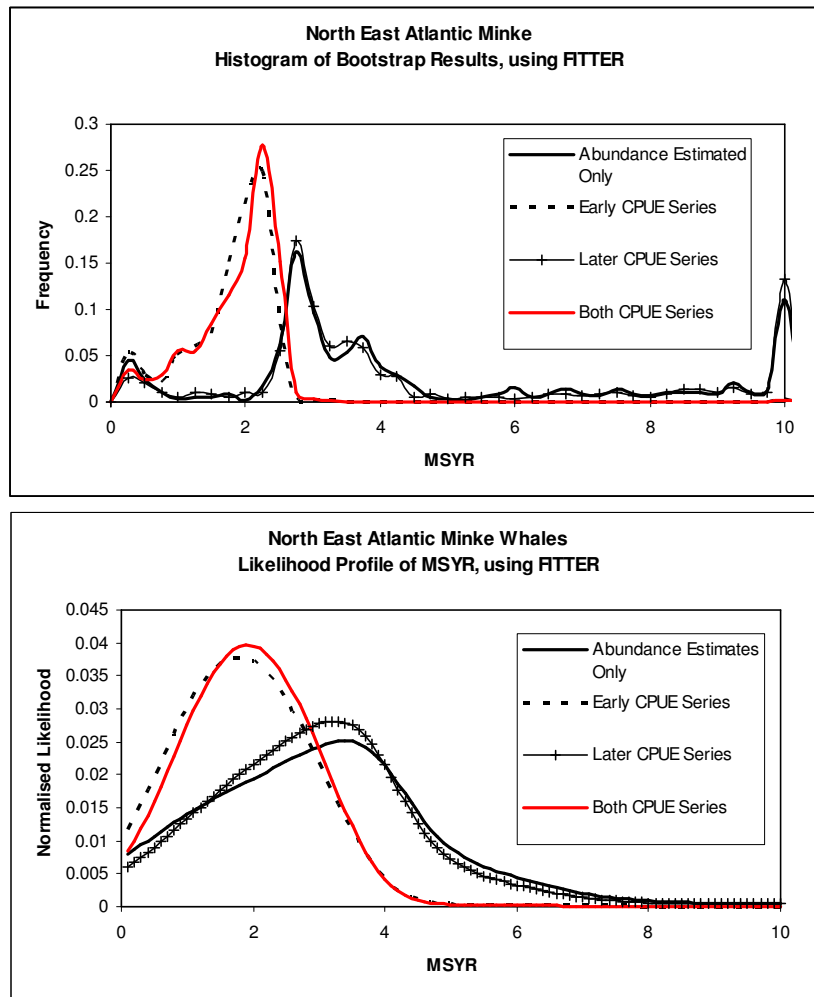 North East Atlantic Minke
Histogram of Bootstrap Results, using FITTER
0.3
0.25
0.2
0.15
0.1
0.05
0
Frequency
0 2 4 6 8 10
MSYR
Abundance Estimated
Only
Early CPUE Series
Later CPUE Series
Both CPUE Series
North East Atlantic Minke Whales
Likelihood Profile of MSYR, using FITTER
0.045
0.04
0.035
0.03
0.025
0.02
0.015
0.01
0.005
0
Normalised Likelihood
0 2 4 6 8 10
MSYR
Abundance Estimates
Only
Early CPUE Series
Later CPUE Series
Both CPUE Series